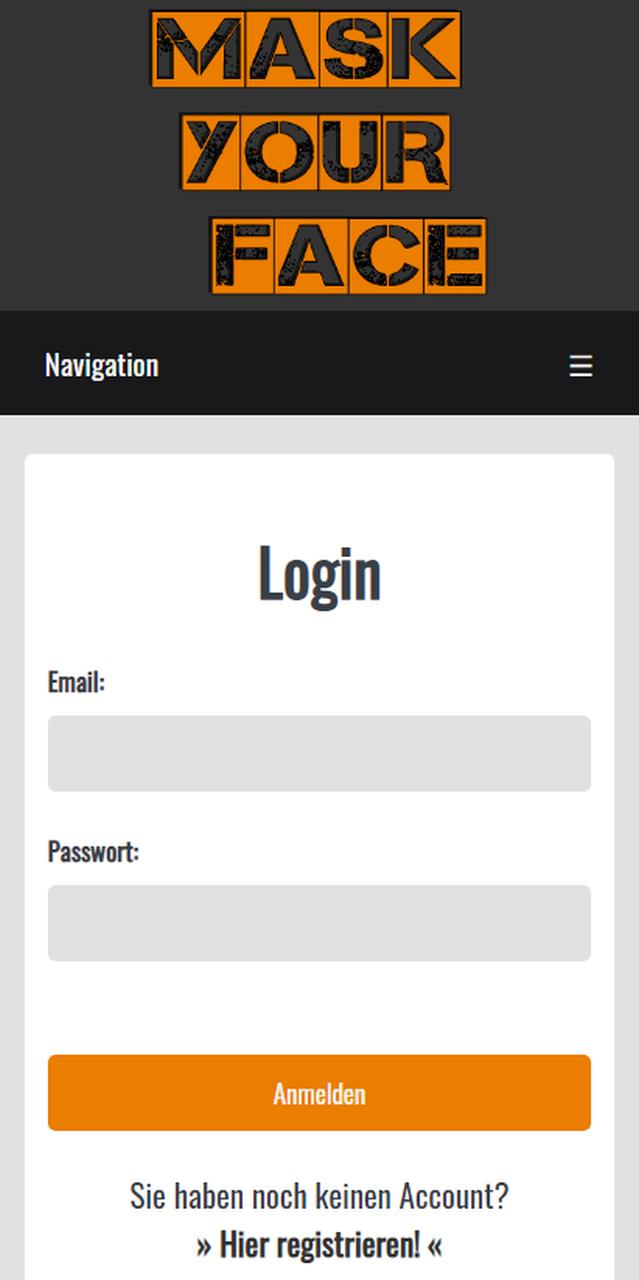 MASK
YOUR
FACE
Navigation ☰
Login
Email:
Passwort:
Anmelden
Sie haben noch keinen Account?
» Hier registrieren! «